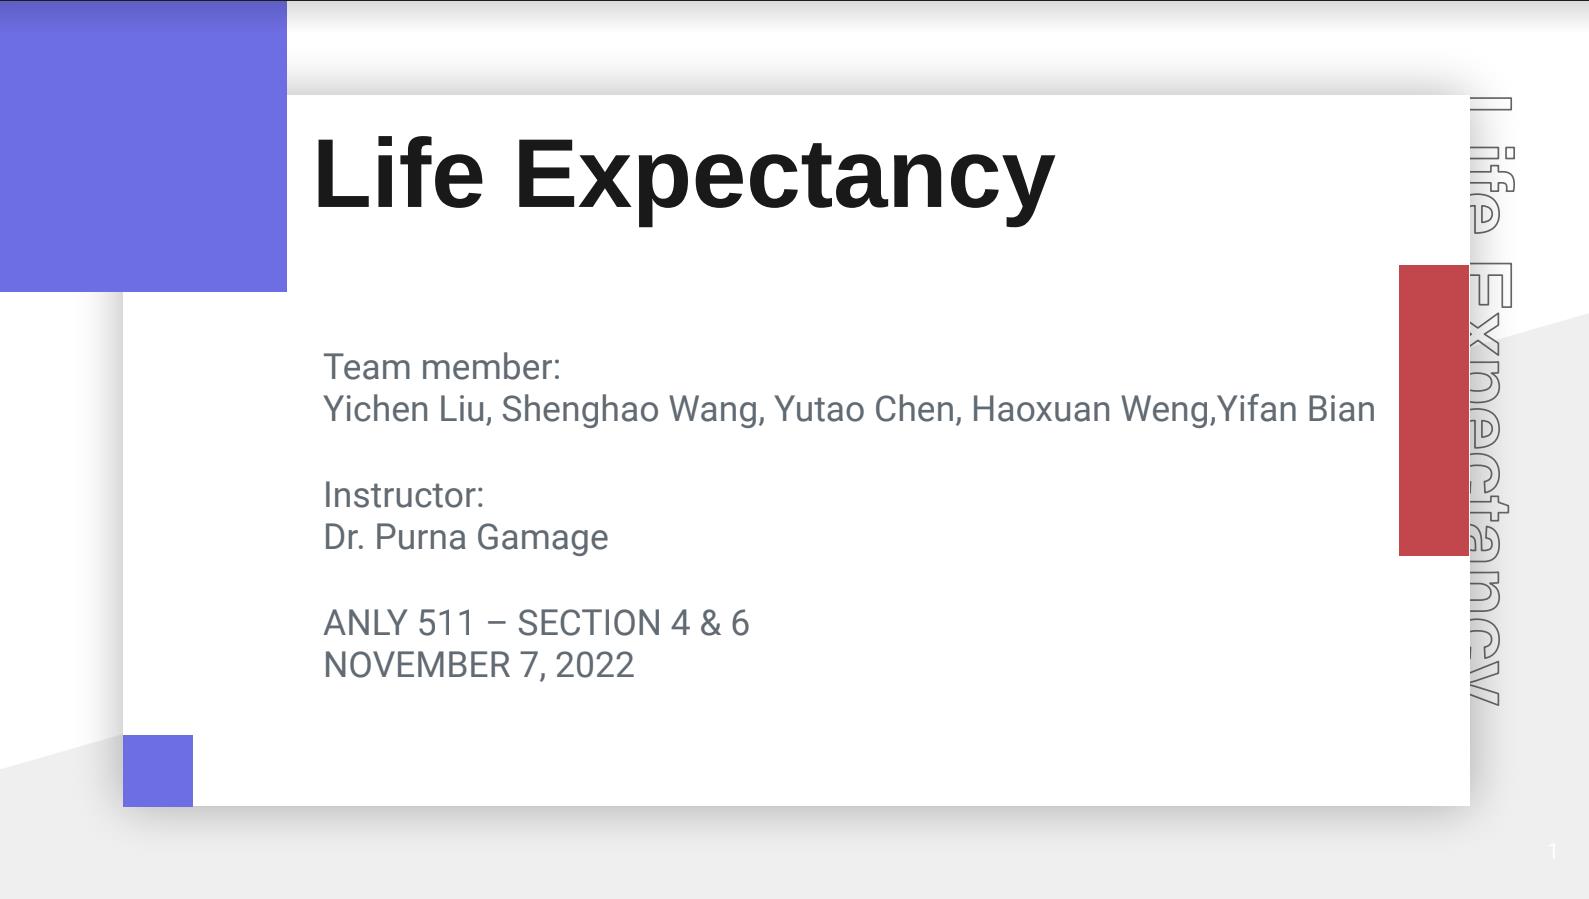 Life Expectancy
Team member:
Yichen Liu, Shenghao Wang, Yutao Chen, Haoxuan Weng,Yifan Bian
Instructor:
Dr. Purna Gamage
ANLY 511 – SECTION 4 & 6
NOVEMBER 7, 2022
Life Expectancy
1